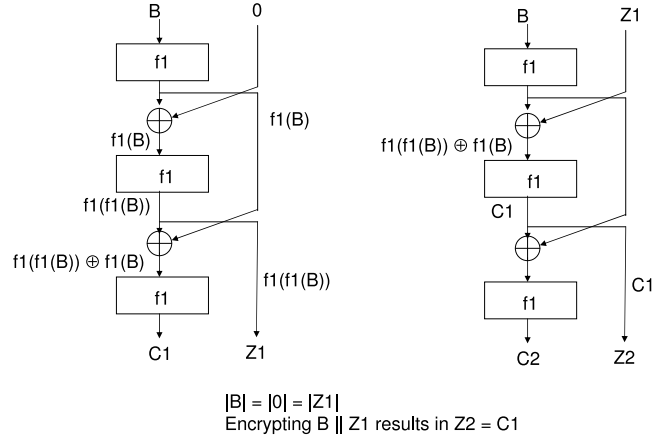 B 0
f1
f1(B)
f1(B)
f1
f1(f1(B))
f1(f1(B)) ⊕ f1(B)
f1(f1(B))
f1
C1 Z1
B Z1
f1
f1(f1(B)) ⊕ f1(B)
f1
C1
C1
f1
C2 Z2
|B| = |0| = |Z1|
Encrypting B || Z1 results in Z2 = C1